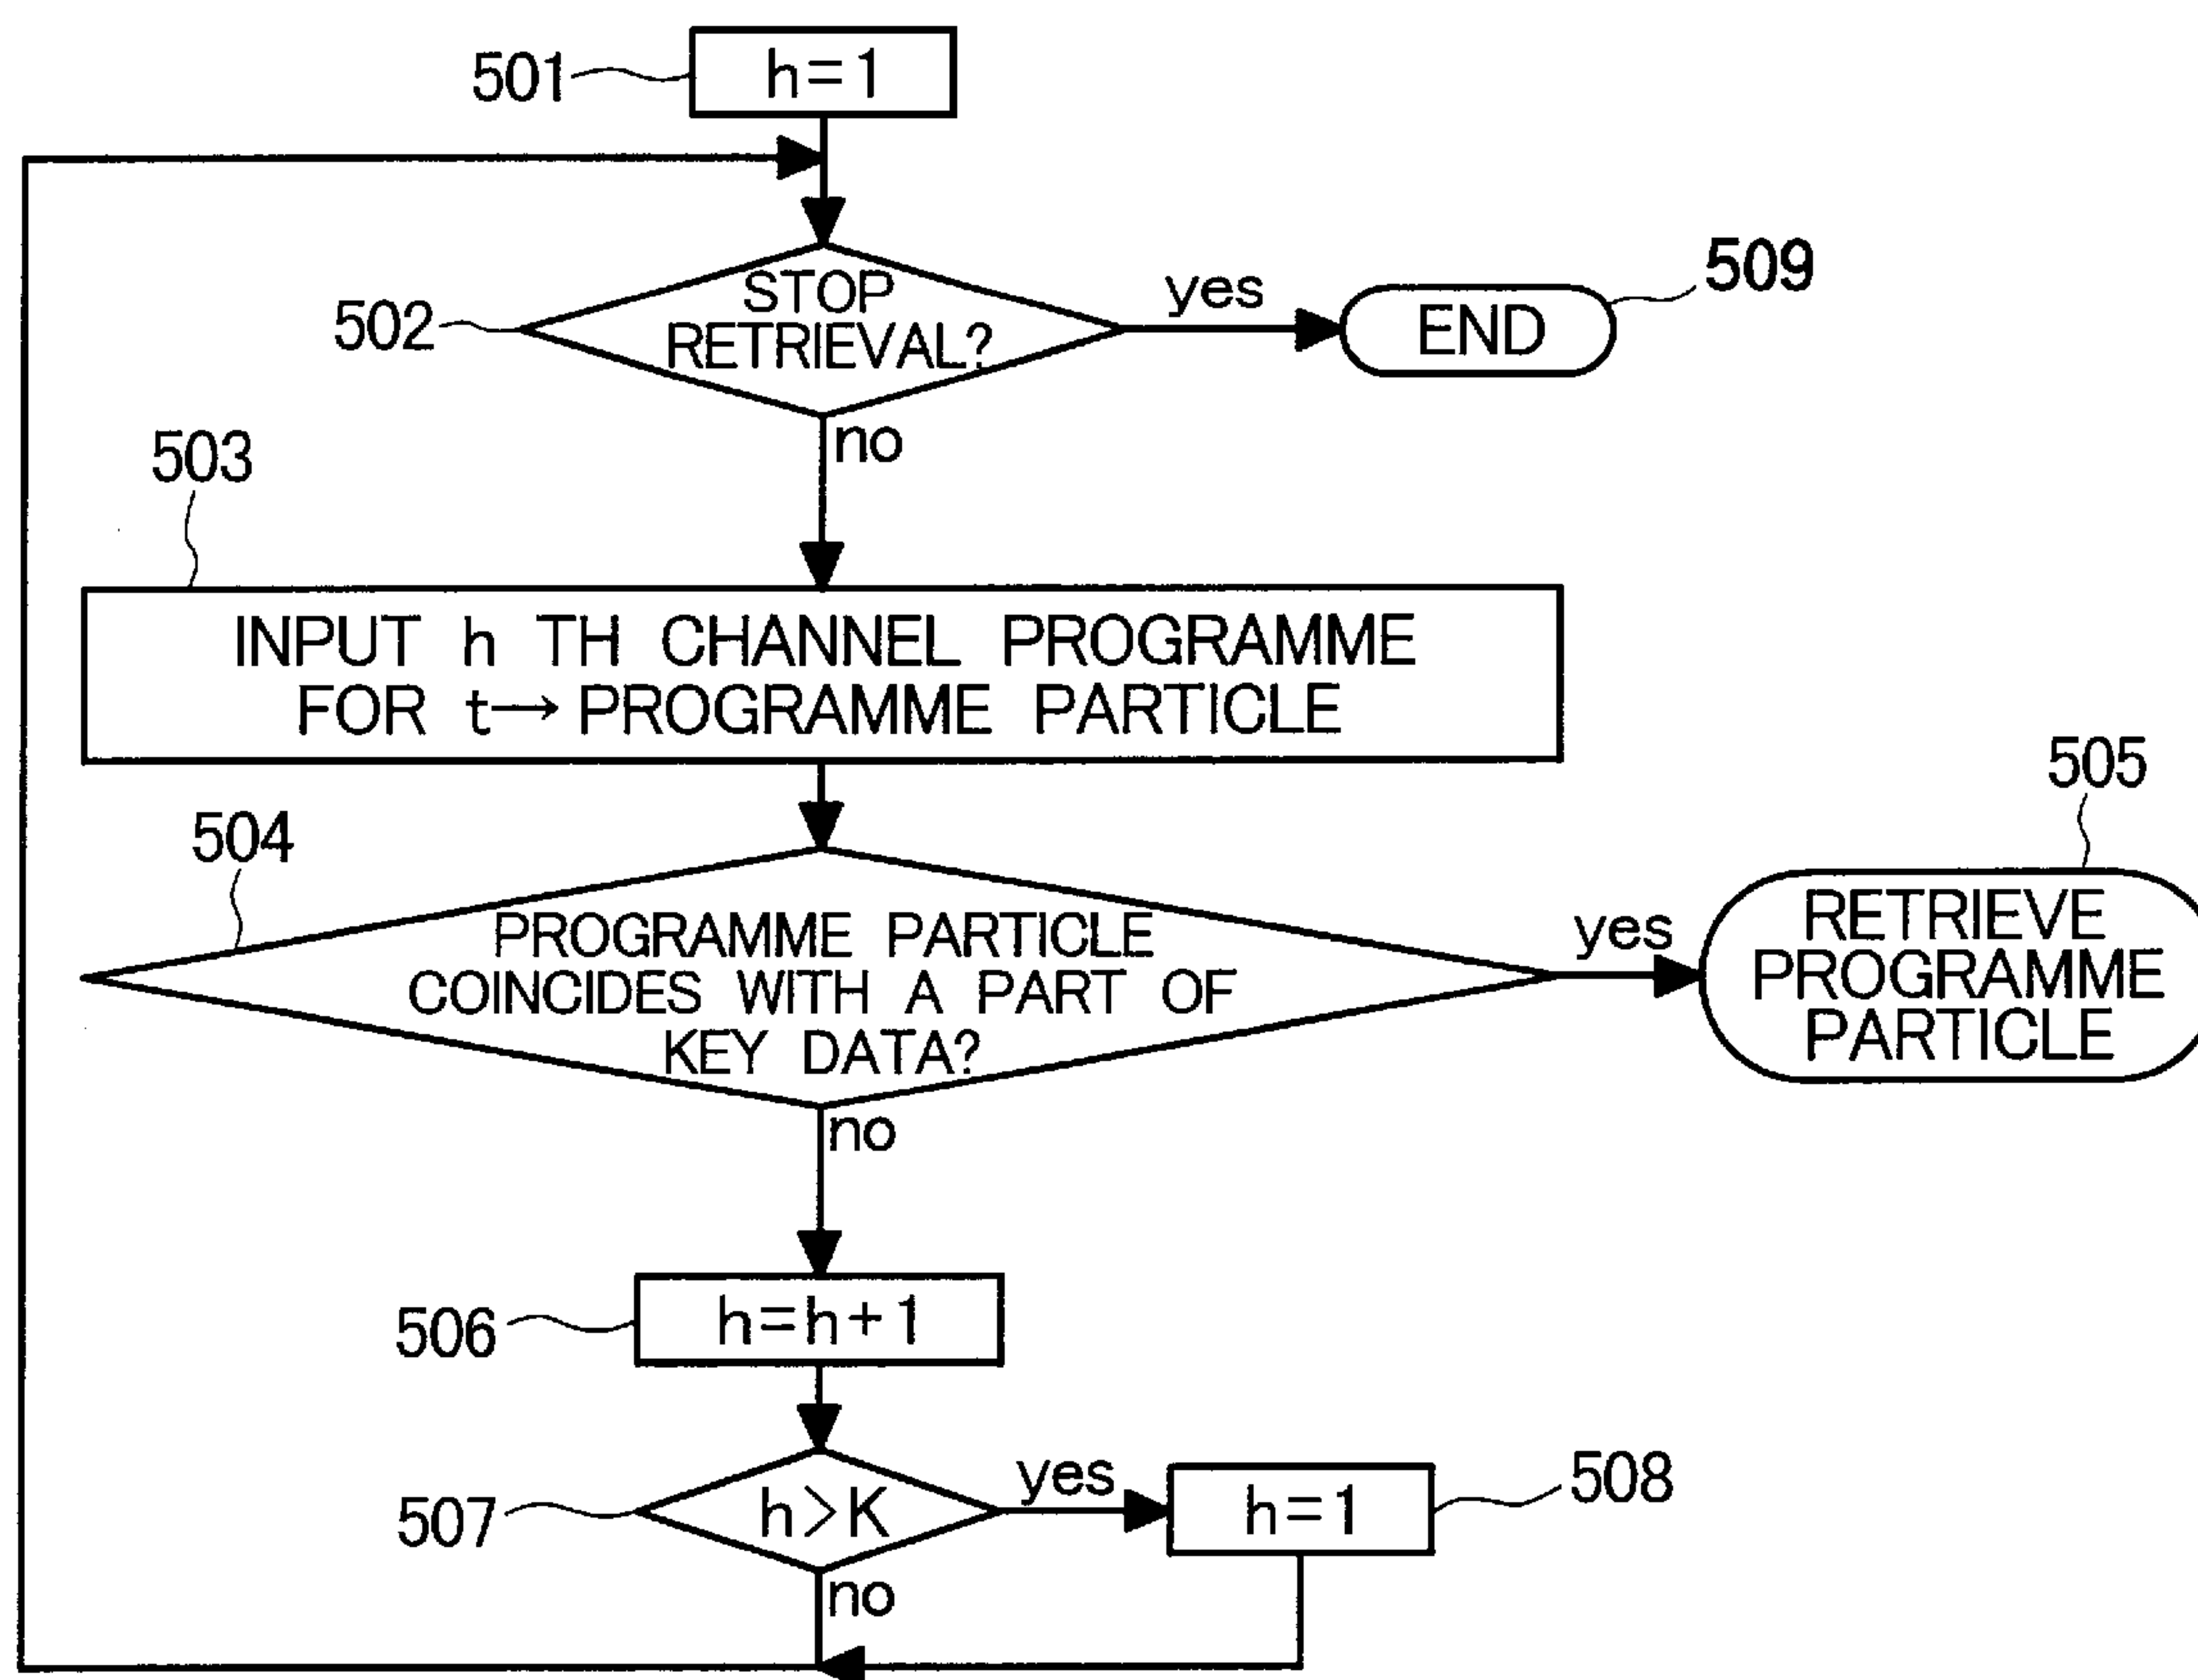 501
h=1
502
STOP
RETRIEVAL?
yes
END
509
no
503
INPUT h TH CHANNEL PROGRAMME
FOR t→PROGRAMME PARTICLE
504
PROGRAMME PARTICLE
COINCIDES WITH A PART OF
KEY DATA?
yes
505
RETRIEVE
PROGRAMME
PARTICLE
no
506
h=h+1
507
h>K
yes
h=1
508
no